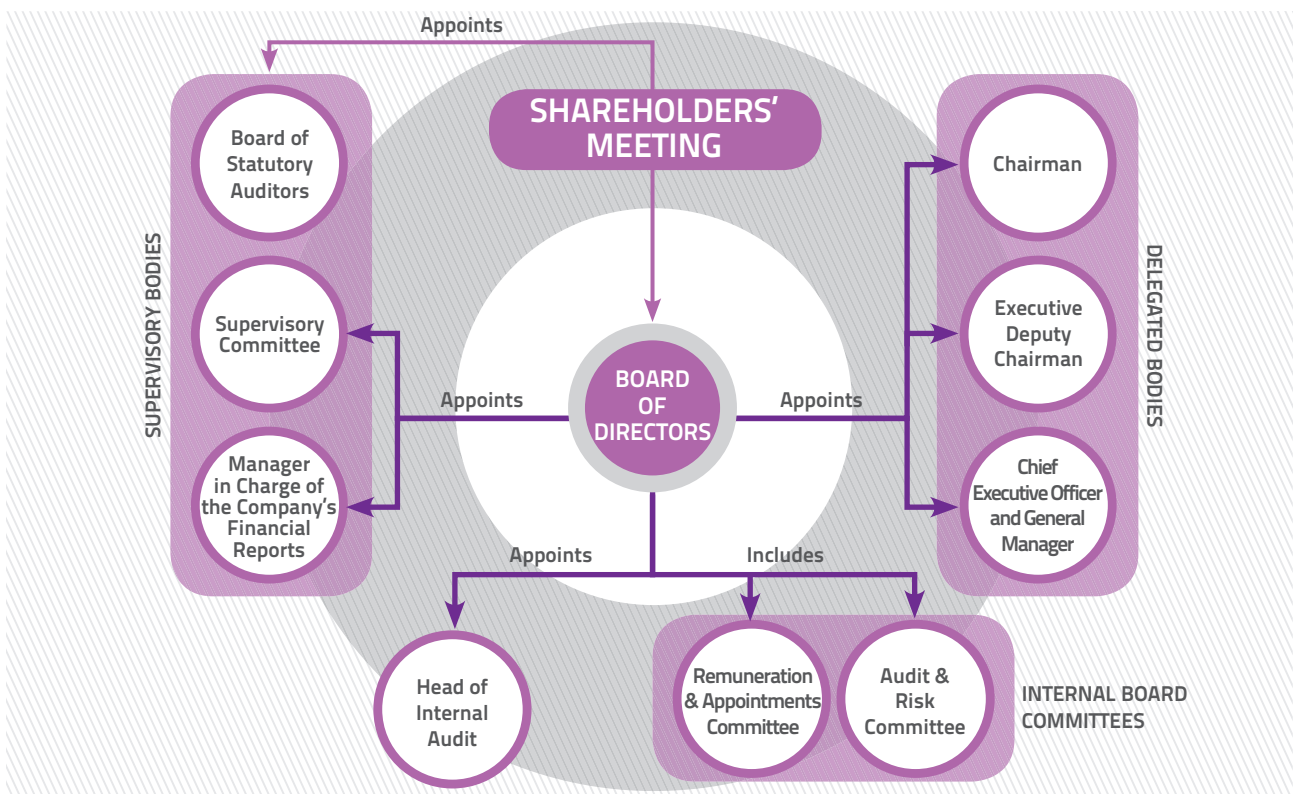 Appoints
SHAREHOLDERS’
MEETING
SUPERVISORY BODIES
Board of
Statutory
Auditors
Supervisory
Committee
Manager
in Charge of
the Company’s
Financial
Reports
Appoints
BOARD
OF
DIRECTORS
Appoints
Chairman
Executive
Deputy
Chairman
Chief
Executive Officer
and General
Manager
DELEGATED BODIES
Appoints
Includes
Head of
Internal
Audit
Remuneration
& Appointments
Committee
Audit &
Risk
Committee
INTERNAL BOARD
COMMITTEES